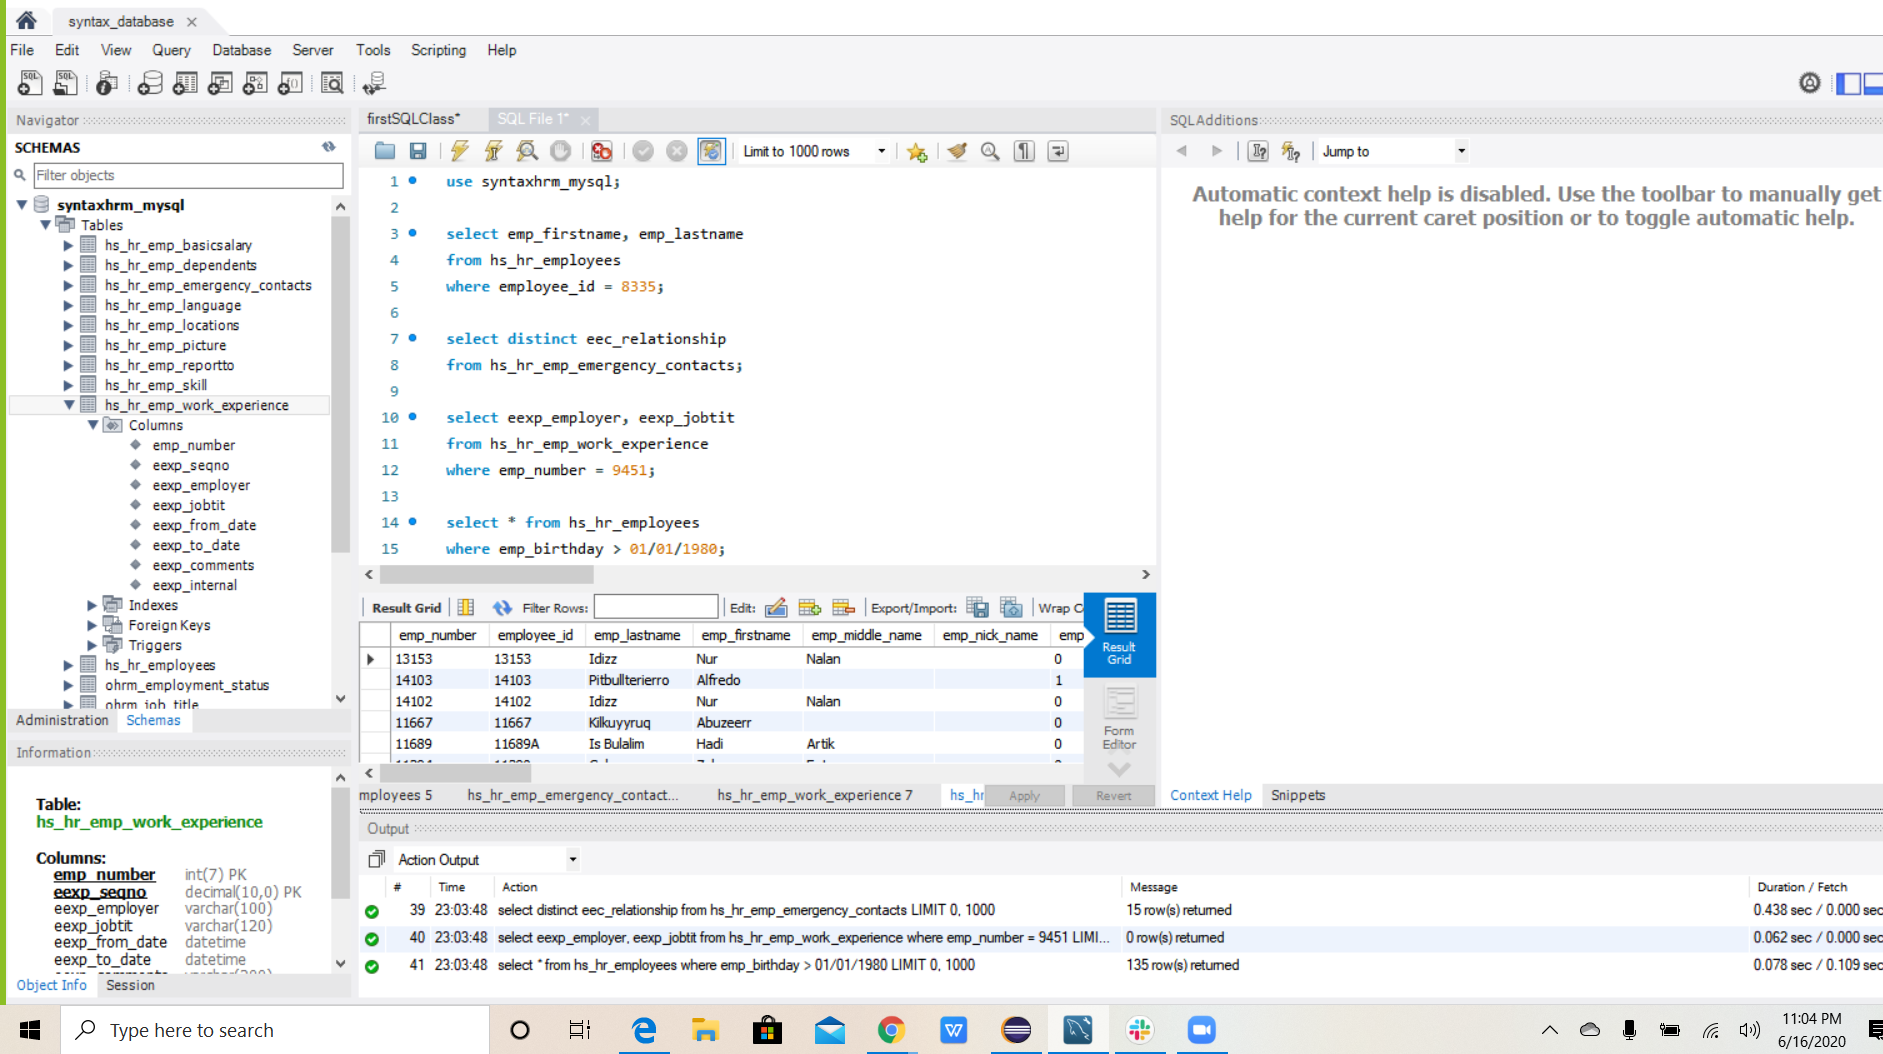 syntax_database
File Edit View Query Database Server Tools Scripting Help
Navigator
SCHEMAS
Filter objects
syntaxhrm_mysql
Tables
hs_hr_emp_basicsalary
hs_hr_emp_dependents
hs_hr_emp_emergency_contacts
hs_hr_emp_language
hs_hr_emp_locations
hs_hr_emp_picture
hs_hr_emp_reportto
hs_hr_emp_skill
hs_hr_emp_work_experience
Columns
emp_number
eexp_seqno
eexp_employer
eexp_jobtit
eexp_from_date
eexp_to_date
eexp_comments
eexp_internal
Indexes
Foreign Keys
Triggers
hs_hr_employees
ohrm_employment_status
ohrm_job_title
Administration Schemas
Information
Table:
hs_hr_emp_work_experience
Columns:
emp_number int(7) PK
eexp_seqno decimal(10,0) PK
eexp_employer varchar(100)
eexp_jobtit varchar(120)
eexp_from_date datetime
eexp_to_date datetime
Object Info Session
firstSQLClass* SQL File 1*
Limit to 1000 rows
1 use syntaxhrm_mysql;
2
3 select emp_firstname, emp_lastname
4 from hs_hr_employees
5 where employee_id = 8335;
6
7 select distinct eec_relationship
8 from hs_hr_emp_emergency_contacts;
9
10 select eexp_employer, eexp_jobtit
11 from hs_hr_emp_work_experience
12 where emp_number = 9451;
13
14 select * from hs_hr_employees
15 where emp_birthday > 01/01/1980;
Result Grid Filter Rows: Edit: Export/Import: Wrap C
emp_number employee_id emp_lastname emp_firstname emp_middle_name emp_nick_name emp
13153 13153 Idizz Nur Nalan 0
14103 14103 Pitbullterierro Alfredo 1
14102 14102 Idizz Nur Nalan 0
11667 11667 Kilkuyyruq Abuzeerr 0
11689 11689A Is Bulalim Hadi Artik 0
Result
Grid
Form
Editor
mployees 5 hs_hr_emp_emergency_contact... hs_hr_emp_work_experience 7 hs_hr Apply Revert
SQLAdditions
Jump to
Automatic context help is disabled. Use the toolbar to manually get
help for the current caret position or to toggle automatic help.
Context Help Snippets
Output
Action Output
# Time Action Message Duration / Fetch
39 23:03:48 select distinct eec_relationship from hs_hr_emp_emergency_contacts LIMIT 0, 1000 15 row(s) returned 0.438 sec / 0.000 sec
40 23:03:48 select eexp_employer, eexp_jobtit from hs_hr_emp_work_experience where emp_number = 9451 LIMI... 0 row(s) returned 0.062 sec / 0.000 sec
41 23:03:48 select * from hs_hr_employees where emp_birthday > 01/01/1980 LIMIT 0, 1000 135 row(s) returned 0.078 sec / 0.109 sec
Type here to search
11:04 PM
6/16/2020